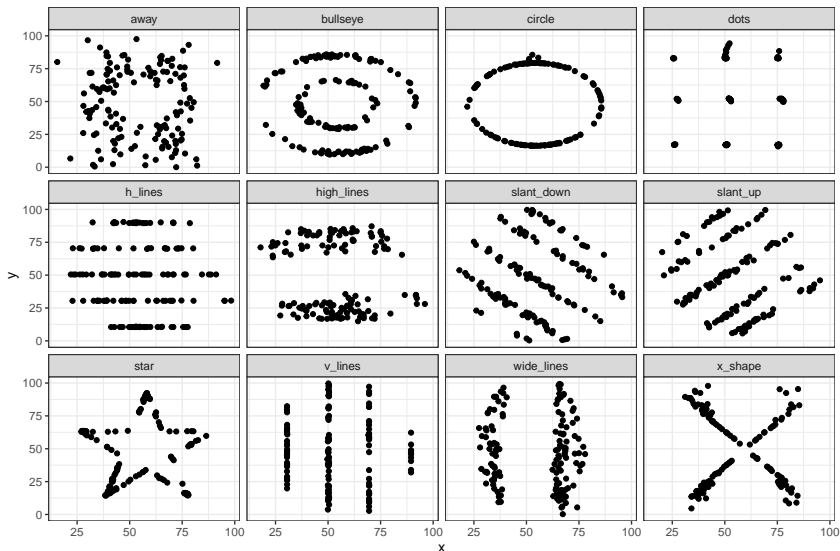 away bullseye circle dots
100
75
50
25
0
h_lines high_lines slant_down slant_up
100
75
50
25
0
y
star v_lines wide_lines x_shape
100
75
50
25
0
25 50 75 100 25 50 75 100 25 50 75 100 25 50 75 100
x